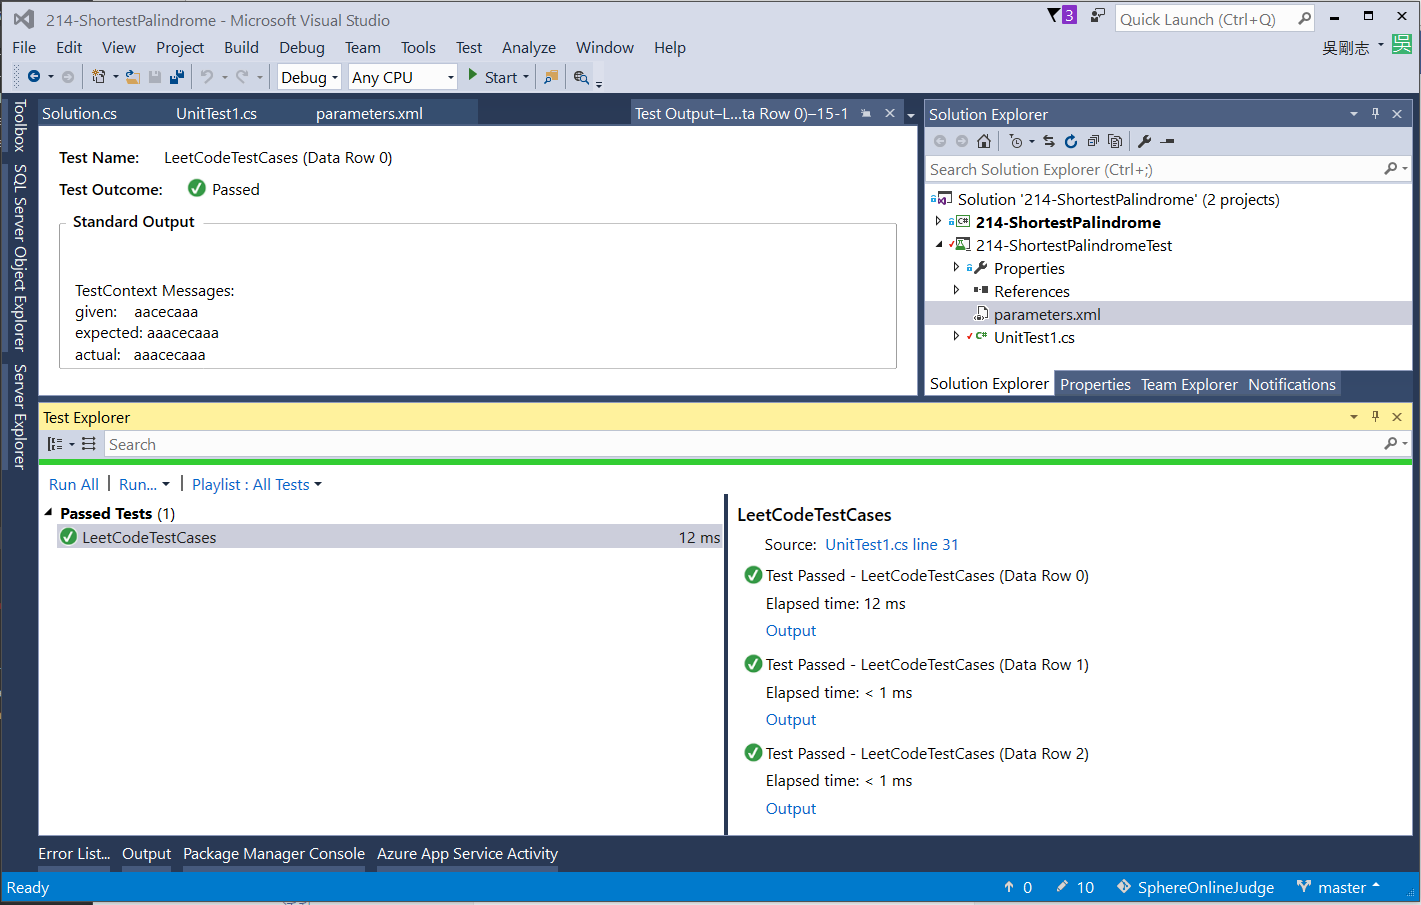 214-ShortestPalindrome - Microsoft Visual Studio
3
Quick Launch (Ctrl+Q)
File Edit View Project Build Debug Team Tools Test Analyze Window Help
吳剛志 吳
Debug Any CPU Start
Toolbox
SQL Server Object Explorer
Server Explorer
Solution.cs UnitTest1.cs parameters.xml Test Output–L...ta Row 0)–15-1
Test Name: LeetCodeTestCases (Data Row 0)
Test Outcome: Passed
Standard Output
TestContext Messages:
given: aacecaaa
expected: aaacecaaa
actual: aaacecaaa
Solution Explorer
Search Solution Explorer (Ctrl+;)
Solution '214-ShortestPalindrome' (2 projects)
C# 214-ShortestPalindrome
214-ShortestPalindromeTest
Properties
References
parameters.xml
C# UnitTest1.cs
Solution Explorer Properties Team Explorer Notifications
Test Explorer
Search
Run All Run... Playlist : All Tests
Passed Tests (1)
LeetCodeTestCases 12 ms
LeetCodeTestCases
Source: UnitTest1.cs line 31
Test Passed - LeetCodeTestCases (Data Row 0)
Elapsed time: 12 ms
Output
Test Passed - LeetCodeTestCases (Data Row 1)
Elapsed time: < 1 ms
Output
Test Passed - LeetCodeTestCases (Data Row 2)
Elapsed time: < 1 ms
Output
Error List... Output Package Manager Console Azure App Service Activity
Ready 0 10 SphereOnlineJudge master